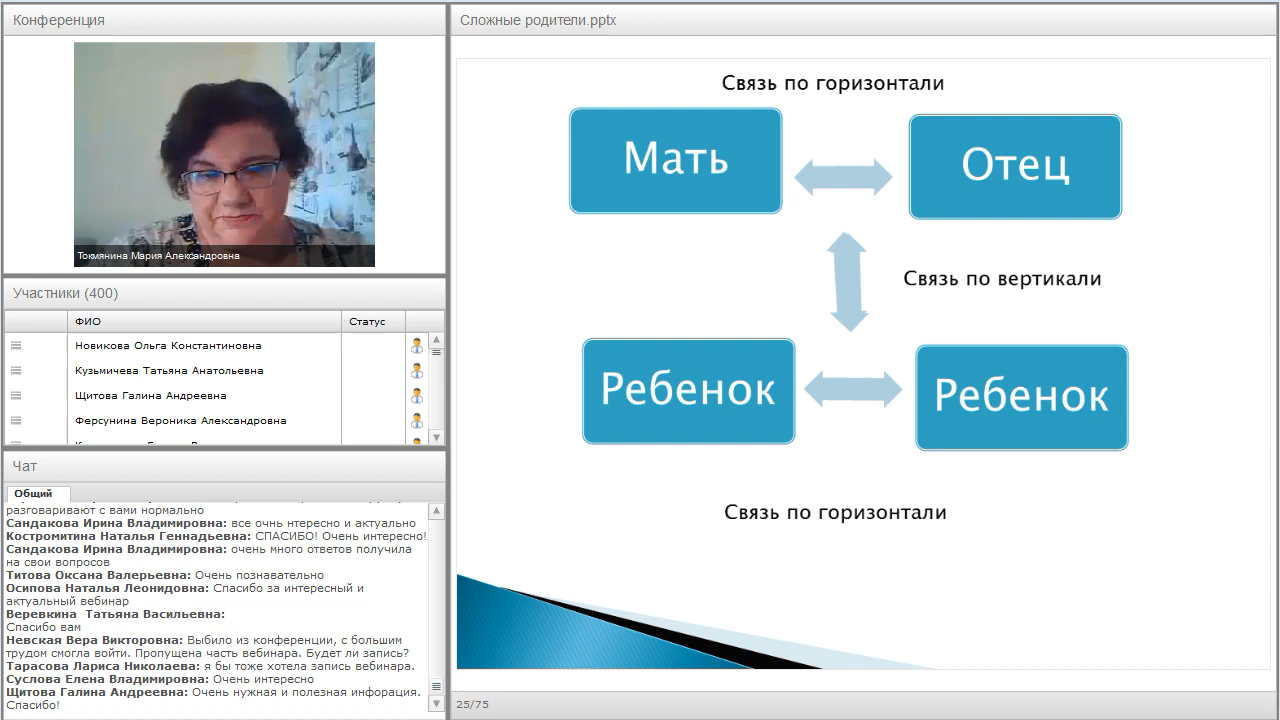 Конференция
Токмянина Мария Александровна
Участники (400)
ФИО
Статус
Новикова Ольга Константиновна
Кузьмичева Татьяна Анатольевна
Щитова Галина Андреевна
Ферсунина Вероника Александровна
Чат
Общий
разговаривают с вами нормально
Сандакова Ирина Владимировна: все очнь нтересно и актуально
Костромитина Наталья Геннадьевна: СПАСИБО! Очень интересно!
Сандакова Ирина Владимировна: очень много ответов получила
на свои вопросов
Титова Оксана Валерьевна: Очень познавательно
Осипова Наталья Леонидовна: Спасибо за интересный и
актуальный вебинар
Веревкина Татьяна Васильевна:
Спасибо вам
Невская Вера Викторовна: Выбило из конференции, с большим
трудом смогла войти. Пропущена часть вебинара. Будет ли запись?
Тарасова Лариса Николаева: я бы тоже хотела запись вебинара.
Суслова Елена Владимировна: Очень интересно
Щитова Галина Андреевна: Очень нужная и полезная инфорация.
Спасибо!
Сложные родители.pptx
Связь по горизонтали
Мать
Отец
Связь по вертикали
Ребенок
Ребенок
Связь по горизонтали
25/75